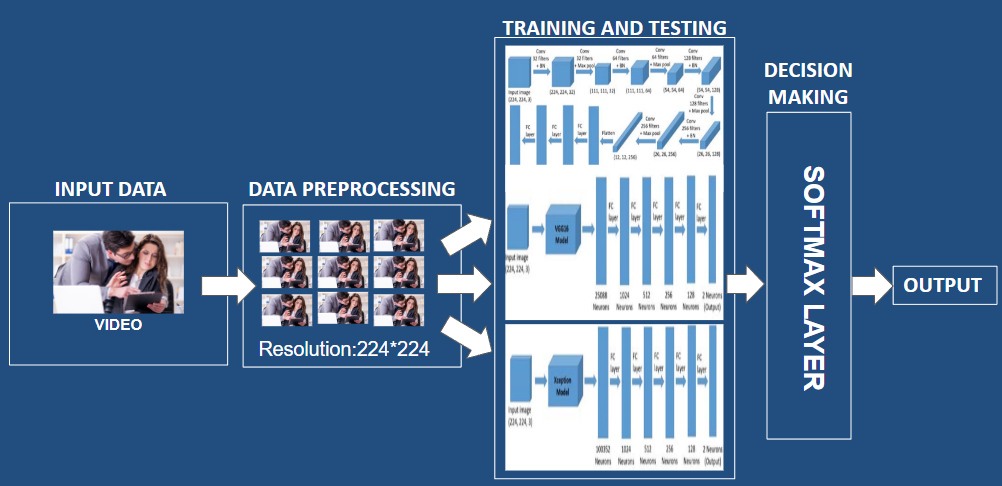 TRAINING AND TESTING
DECISION
MAKING
INPUT DATA
DATA PREPROCESSING
VIDEO
Resolution:224*224
Conv
32 filters
+ BN
Conv
32 filters
+ Max pool
Conv
64 filters
+ BN
Conv
64 filters
+ Max pool
Conv
128 filters
+ BN
Input image
(224, 224, 3)
(224, 224, 32)
(111, 111, 32)
(111, 111, 64)
(54, 54, 64)
(54, 54, 128)
Conv
128 filters
+ Max pool
FC
layer
FC
layer
FC
layer
Flatten
Conv
256 filters
+ Max pool
Conv
256 filters
+ BN
(12, 12, 256)
(26, 26, 256)
(26, 26, 128)
Input image
(224, 224, 3)
VGG16
Model
FC
layer
FC
layer
FC
layer
FC
layer
FC
layer
25088
Neurons
1024
Neurons
512
Neurons
256
Neurons
128
Neurons
2 Neurons
(Output)
Input image
(224, 224, 3)
Xception
Model
FC
layer
FC
layer
FC
layer
FC
layer
FC
layer
100352
Neurons
1024
Neurons
512
Neurons
256
Neurons
128
Neurons
2 Neurons
(Output)
SOFTMAX LAYER
OUTPUT